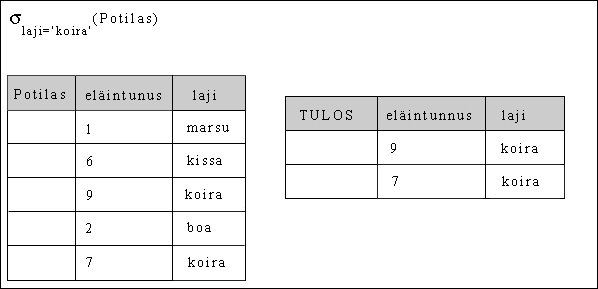 σ laji='koira' (Potilas)
Potilas eläintunus laji
1 marsu
6 kissa
9 koira
2 boa
7 koira
TULOS eläintunnus laji
9 koira
7 koira